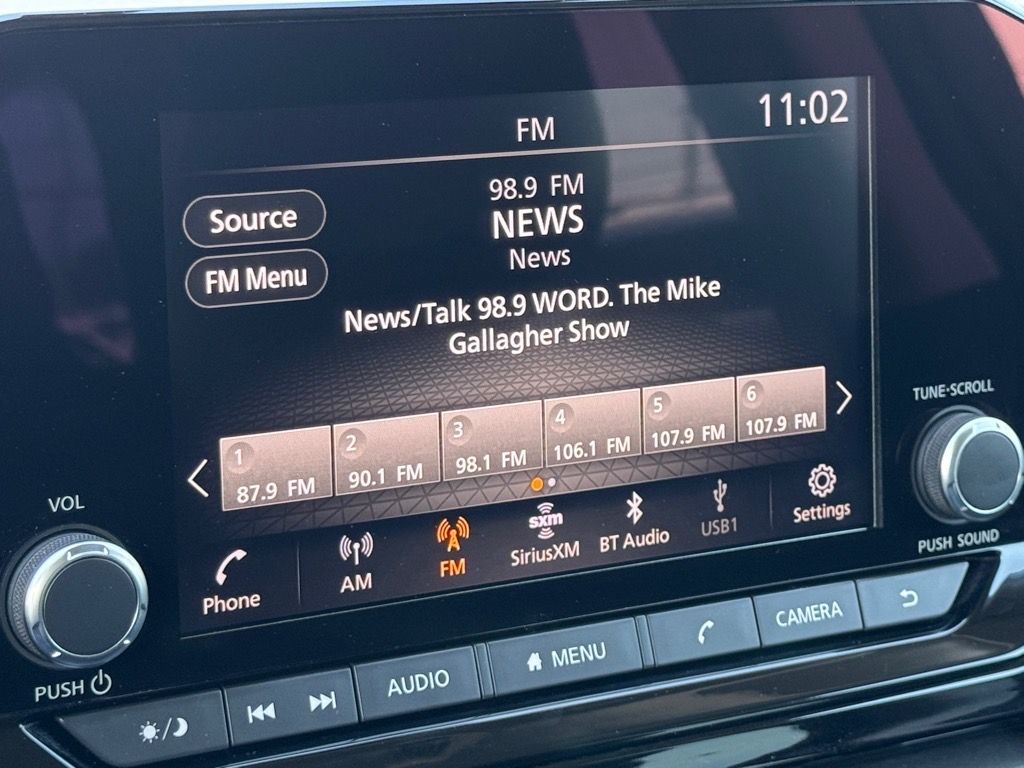 FM
11:02
Source
98.9 FM
NEWS
News
FM Menu
News/Talk 98.9 WORD. The Mike
Gallagher Show
1
87.9 FM
2
90.1 FM
3
98.1 FM
4
106.1 FM
5
107.9 FM
6
107.9 FM
Phone
AM
FM
sxm
SiriusXM
BT Audio
USB1
Settings
VOL
PUSH
TUNE·SCROLL
PUSH SOUND
AUDIO
MENU
CAMERA